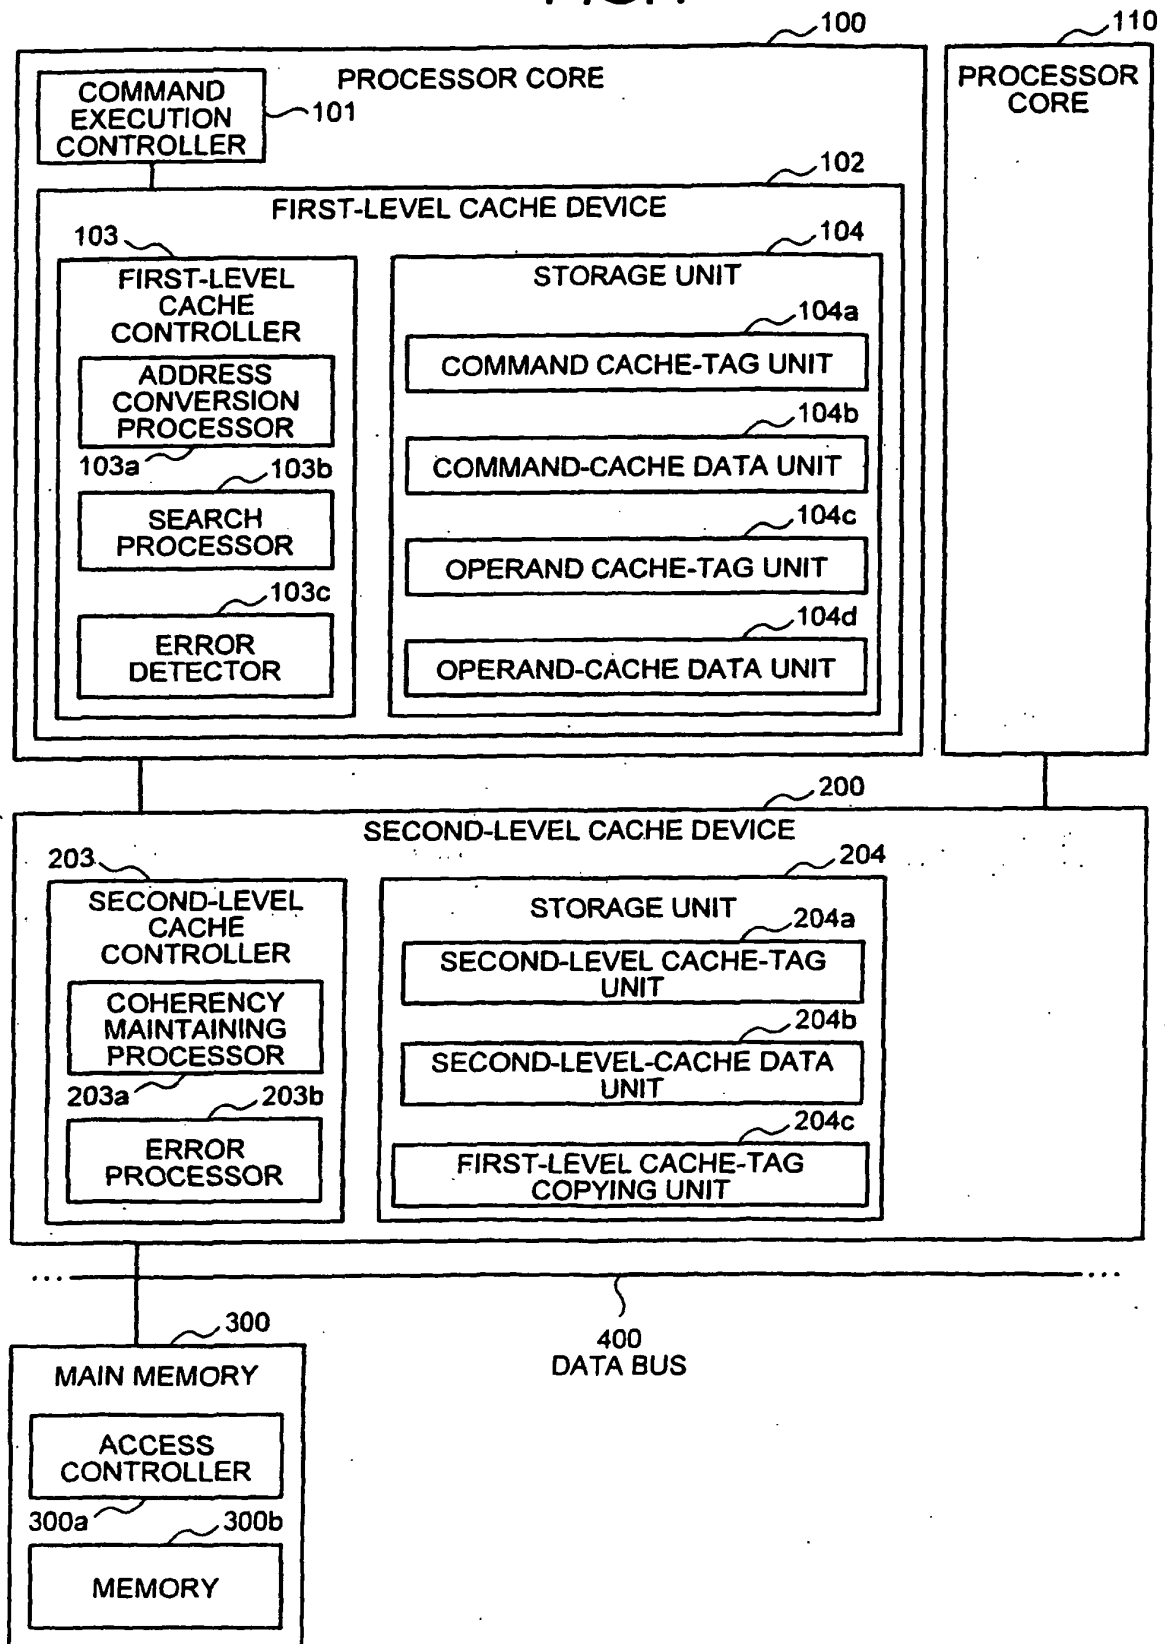 100
110
PROCESSOR CORE
PROCESSOR
CORE
COMMAND
EXECUTION
CONTROLLER
101
102
FIRST-LEVEL CACHE DEVICE
103
104
FIRST-LEVEL
CACHE
CONTROLLER
STORAGE UNIT
ADDRESS
CONVERSION
PROCESSOR
103a
103b
SEARCH
PROCESSOR
103c
ERROR
DETECTOR
104a
COMMAND CACHE-TAG UNIT
104b
COMMAND-CACHE DATA UNIT
104c
OPERAND CACHE-TAG UNIT
104d
OPERAND-CACHE DATA UNIT
200
SECOND-LEVEL CACHE DEVICE
203
204
SECOND-LEVEL
CACHE
CONTROLLER
COHERENCY
MAINTAINING
PROCESSOR
203a
203b
ERROR
PROCESSOR
STORAGE UNIT
204a
SECOND-LEVEL CACHE-TAG
UNIT
204b
SECOND-LEVEL-CACHE DATA
UNIT
204c
FIRST-LEVEL CACHE-TAG
COPYING UNIT
... ...
400
DATA BUS
300
MAIN MEMORY
ACCESS
CONTROLLER
300a
300b
MEMORY